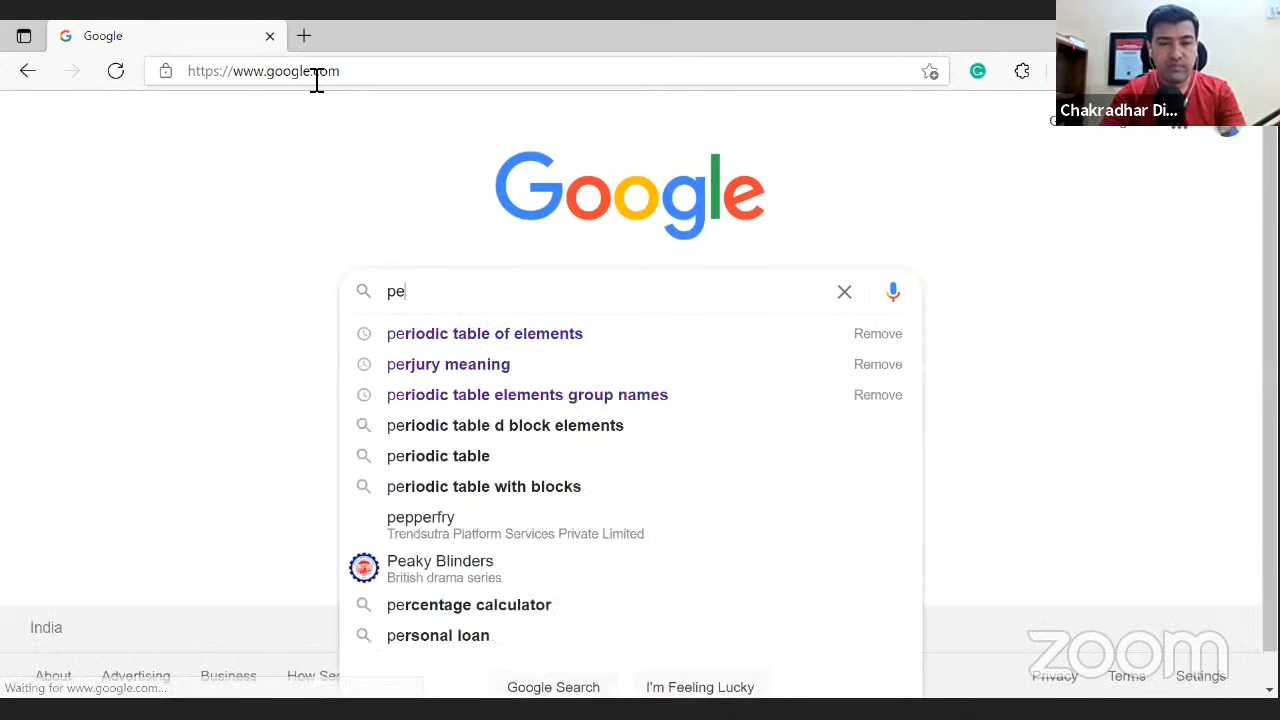 Google
https://www.google.com
Chakradhar Di...
Google
pe
periodic table of elements Remove
perjury meaning Remove
periodic table elements group names Remove
periodic table d block elements
periodic table
periodic table with blocks
pepperfry
Trendsutra Platform Services Private Limited
Peaky Blinders
British drama series
percentage calculator
personal loan
India
Google Search I'm Feeling Lucky
About Advertising Business How Privacy Terms Settings
Waiting for www.google.com...
zoom